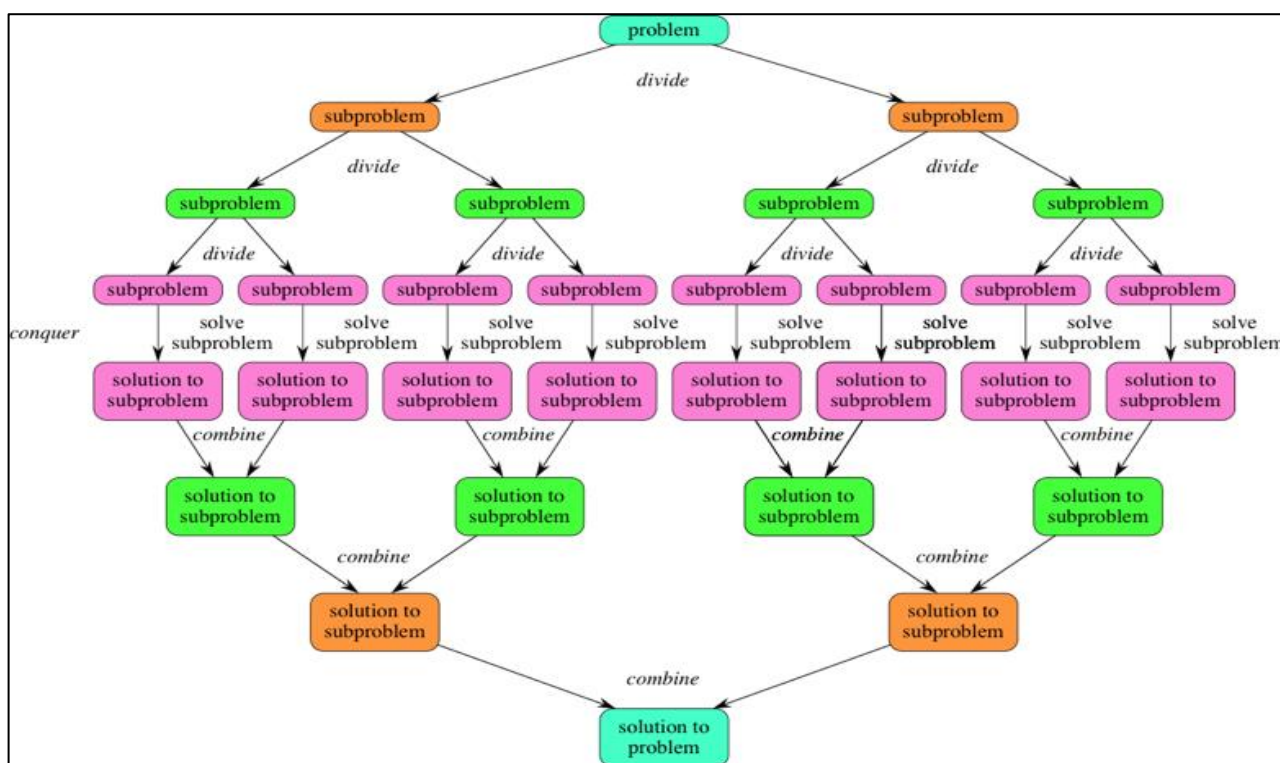 problem
divide
subproblem subproblem
divide divide
subproblem subproblem subproblem subproblem
divide divide divide divide
subproblem subproblem subproblem subproblem subproblem subproblem subproblem subproblem
conquer
solve
subproblem
solve
subproblem
solve
subproblem
solve
subproblem
solve
subproblem
solve
subproblem
solve
subproblem
solve
subproblem
solution to
subproblem
solution to
subproblem
solution to
subproblem
solution to
subproblem
solution to
subproblem
solution to
subproblem
solution to
subproblem
solution to
subproblem
combine combine combine combine
solution to
subproblem
solution to
subproblem
solution to
subproblem
solution to
subproblem
combine combine
solution to
subproblem
solution to
subproblem
combine
solution to
problem